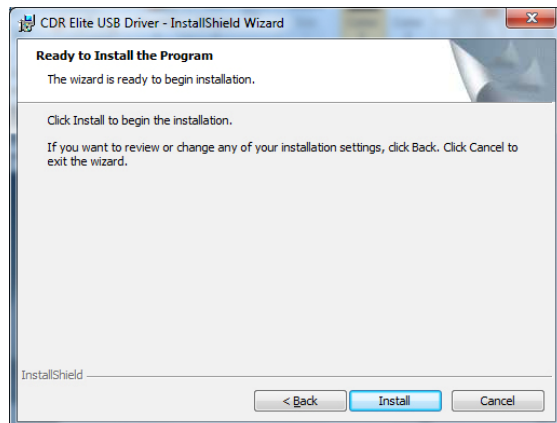 CDR Elite USB Driver - InstallShield Wizard
Ready to Install the Program
The wizard is ready to begin installation.
Click Install to begin the installation.
If you want to review or change any of your installation settings, click Back. Click Cancel to
exit the wizard.
InstallShield
< Back
Install
Cancel